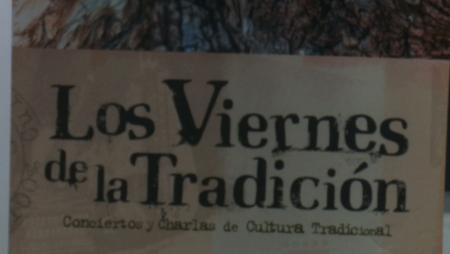 Los Viernes
de la Tradición
Conciertos y Charlas de Cultura Tradicional